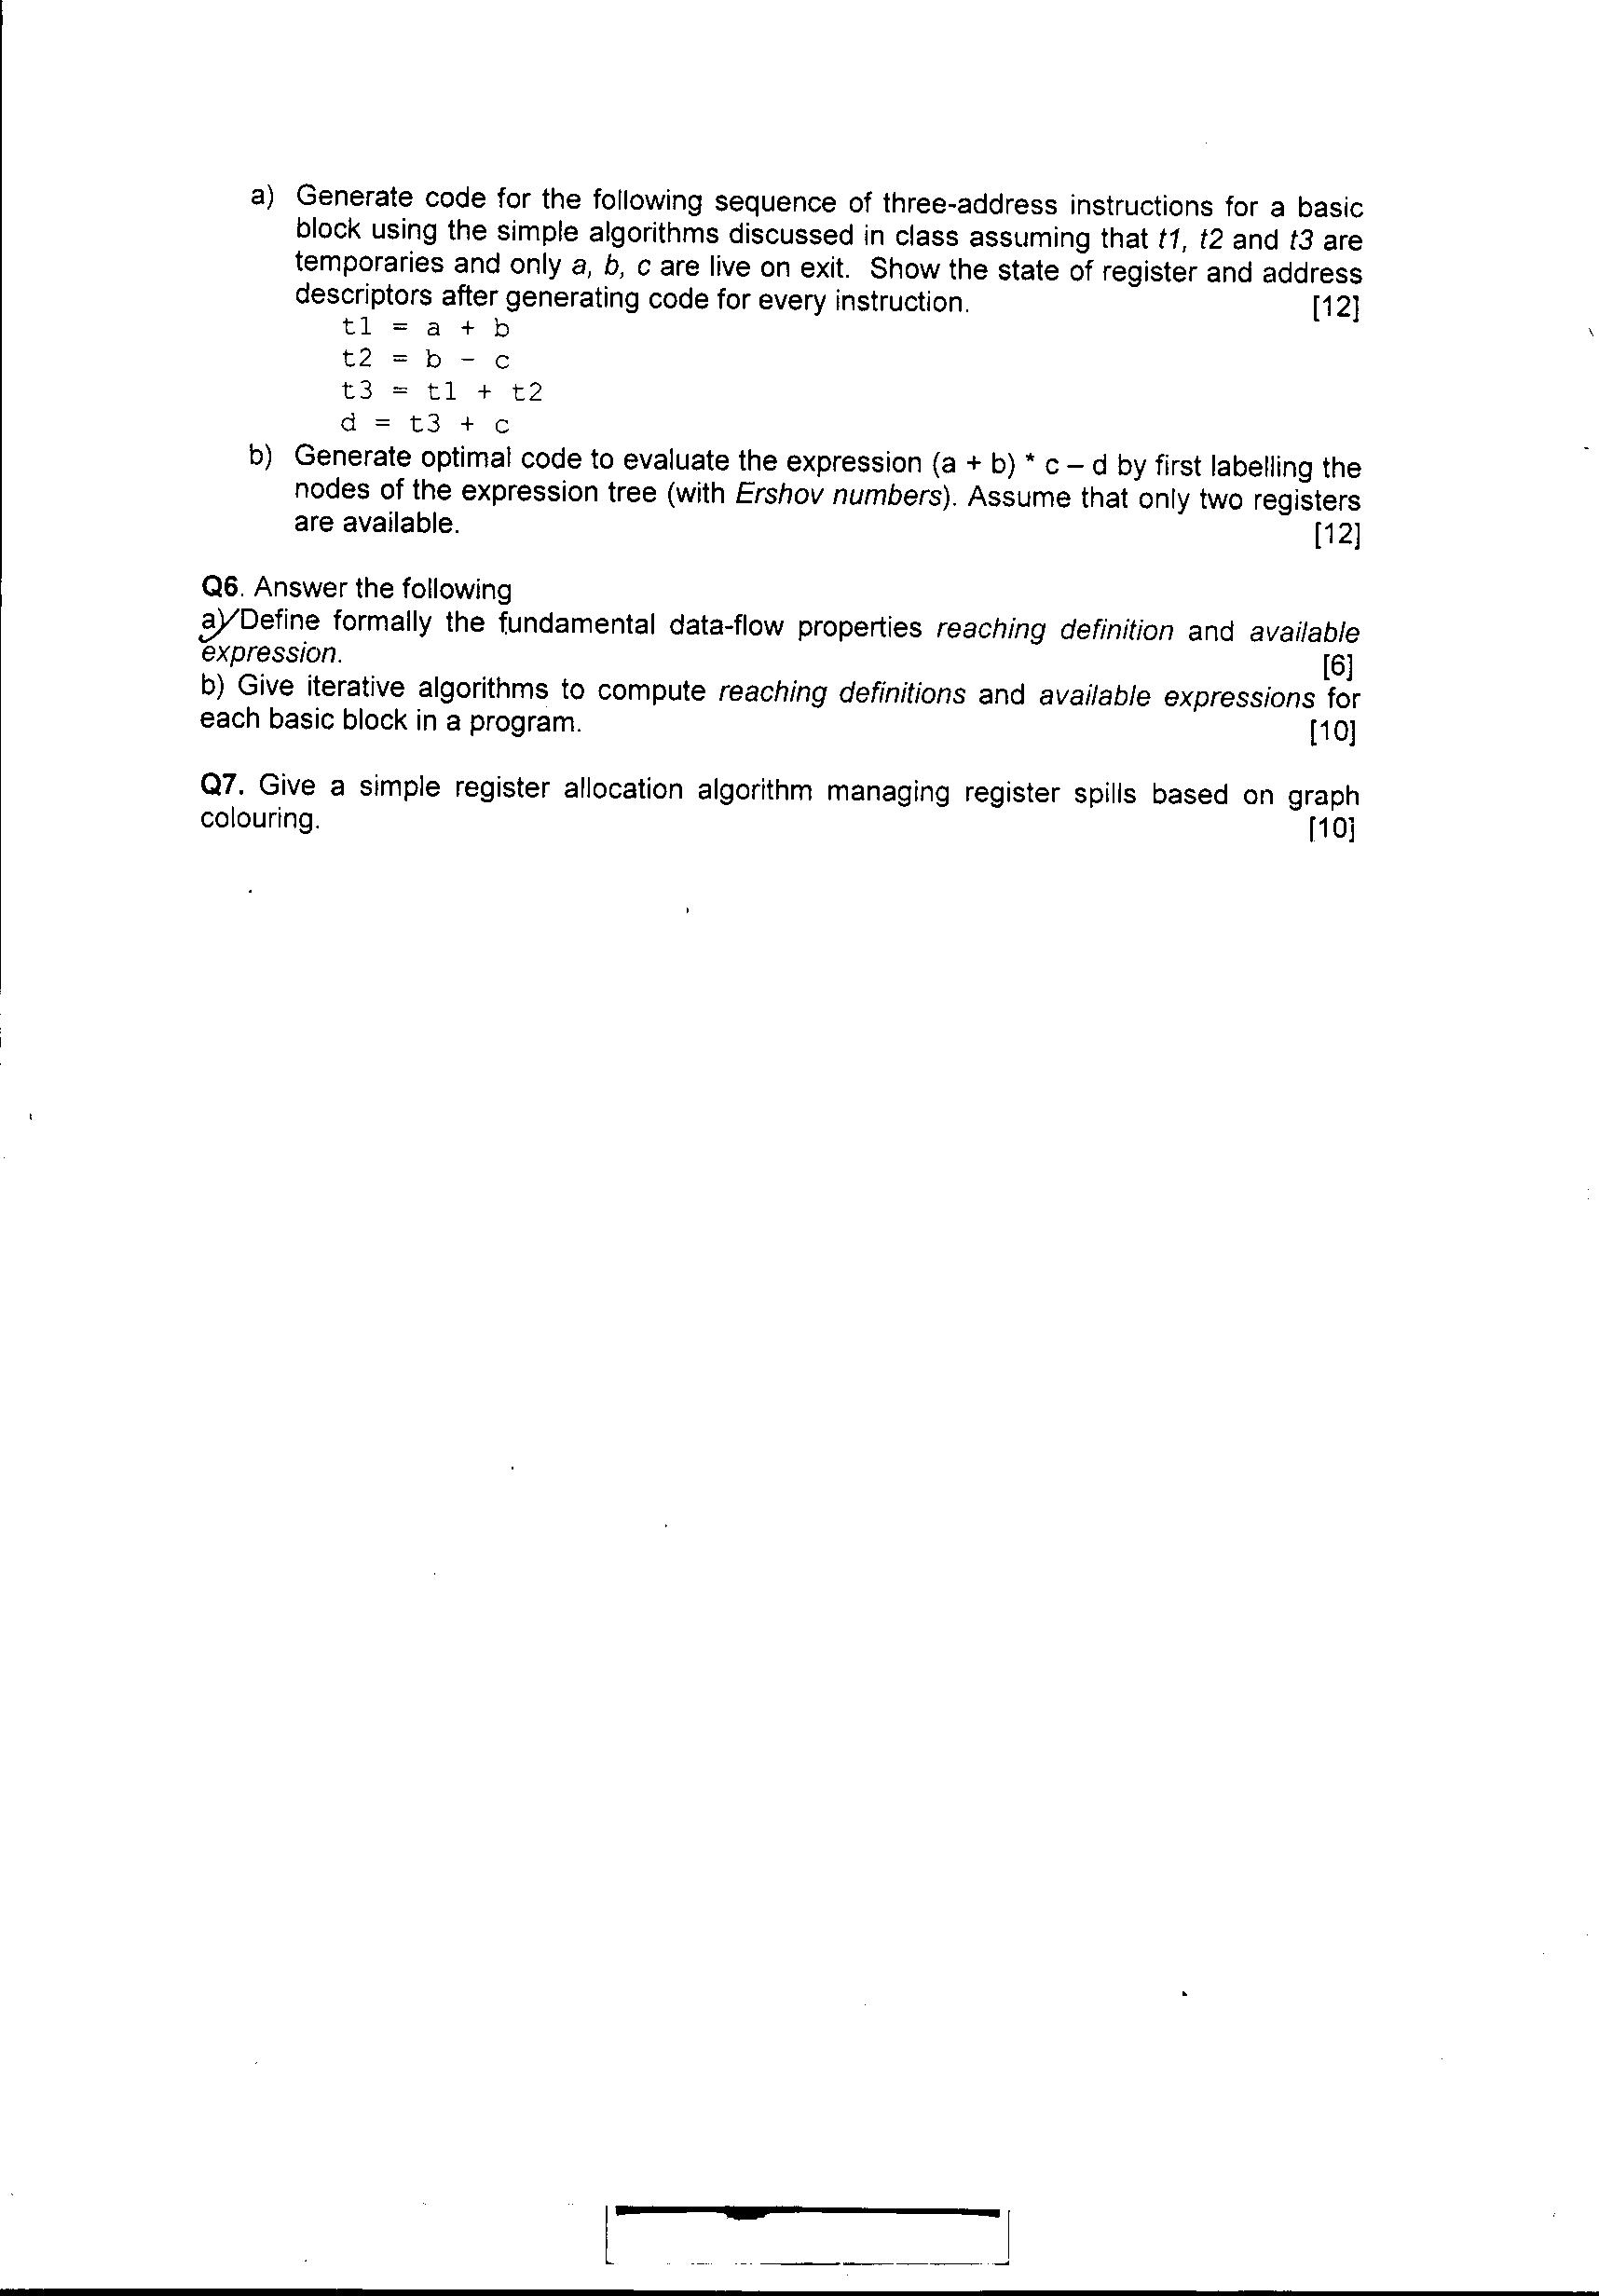 a) Generate code for the following sequence of three-address instructions for a basic
block using the simple algorithms discussed in class assuming that t1, t2 and t3 are
temporaries and only a, b, c are live on exit. Show the state of register and address
descriptors after generating code for every instruction. [12]
t1 = a + b
t2 = b - c
t3 = t1 + t2
d = t3 + c
b) Generate optimal code to evaluate the expression (a + b) * c – d by first labelling the
nodes of the expression tree (with Ershov numbers). Assume that only two registers
are available. [12]
Q6. Answer the following
a) Define formally the fundamental data-flow properties reaching definition and available
expression. [6]
b) Give iterative algorithms to compute reaching definitions and available expressions for
each basic block in a program. [10]
Q7. Give a simple register allocation algorithm managing register spills based on graph
colouring. [10]